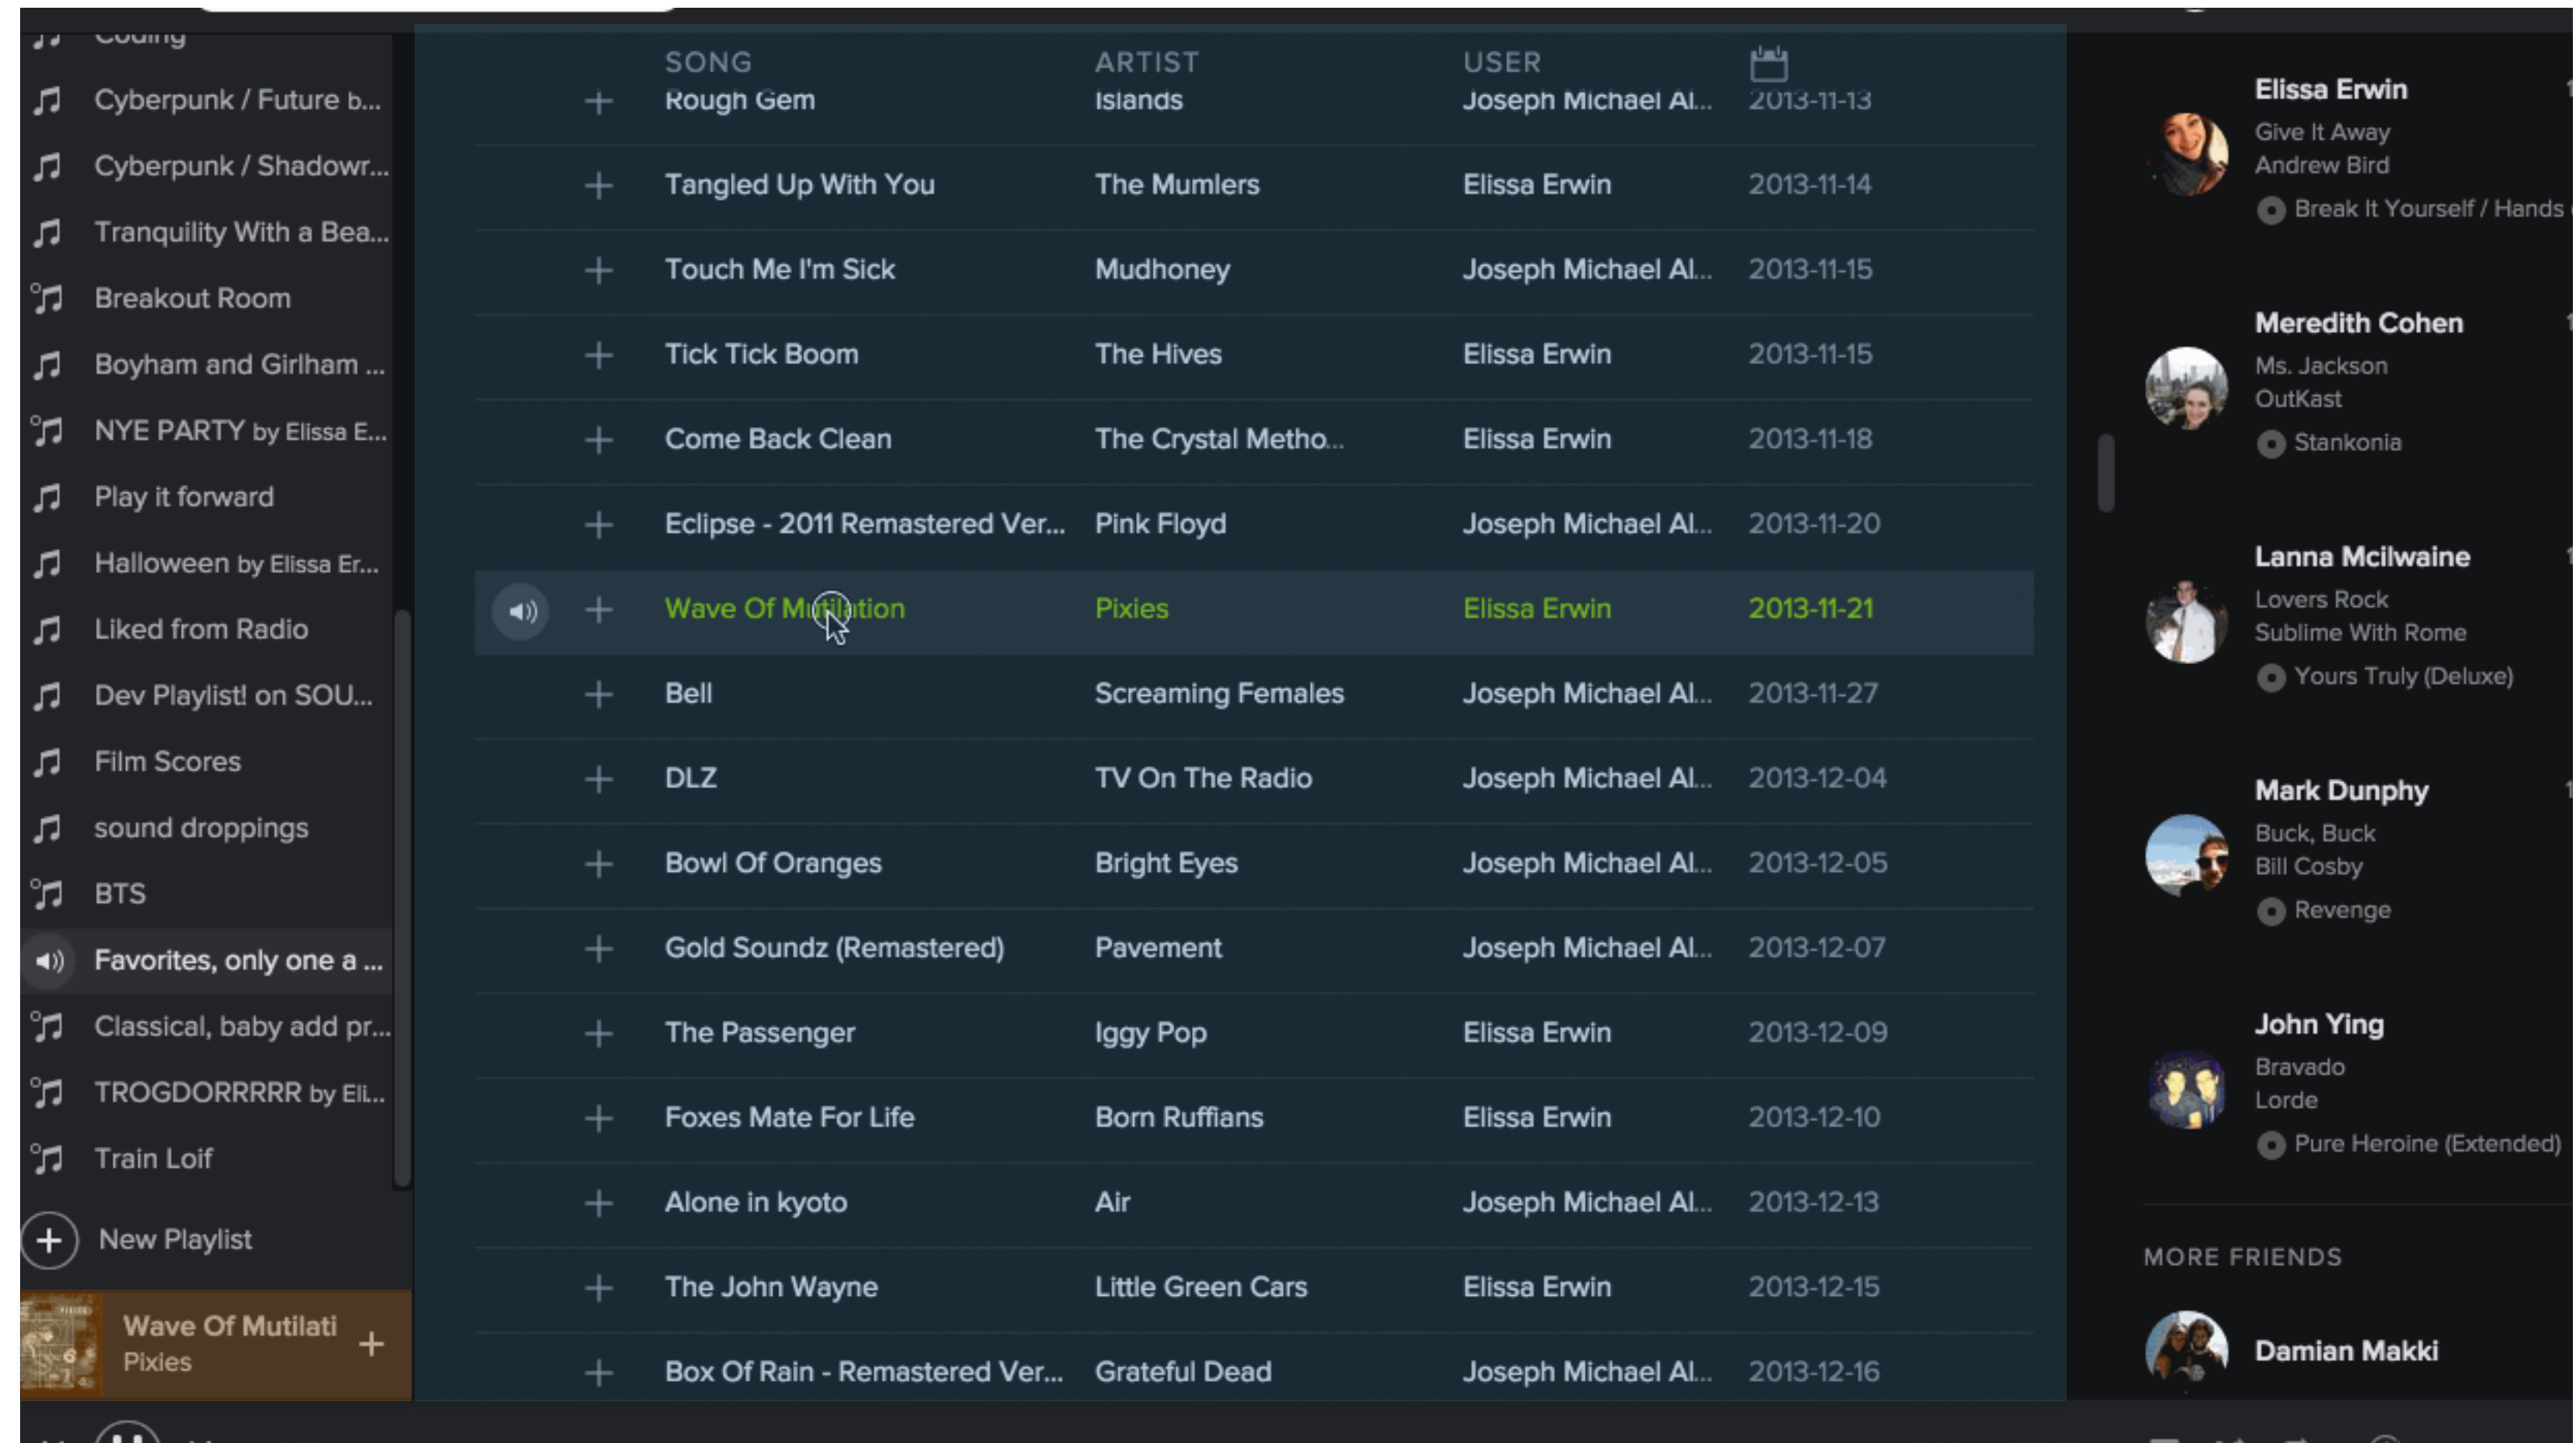 Coding
Cyberpunk / Future b...
Cyberpunk / Shadowr...
Tranquility With a Bea...
Breakout Room
Boyham and Girlham ...
NYE PARTY by Elissa E...
Play it forward
Halloween by Elissa Er...
Liked from Radio
Dev Playlist! on SOU...
Film Scores
sound droppings
BTS
Favorites, only one a ...
Classical, baby add pr...
TROGDORRRRR by Eli...
Train Loif
New Playlist
Wave Of Mutilati
Pixies
SONG ARTIST USER
Rough Gem Islands Joseph Michael Al... 2013-11-13
Tangled Up With You The Mumlers Elissa Erwin 2013-11-14
Touch Me I'm Sick Mudhoney Joseph Michael Al... 2013-11-15
Tick Tick Boom The Hives Elissa Erwin 2013-11-15
Come Back Clean The Crystal Metho... Elissa Erwin 2013-11-18
Eclipse - 2011 Remastered Ver... Pink Floyd Joseph Michael Al... 2013-11-20
Wave Of Mutilation Pixies Elissa Erwin 2013-11-21
Bell Screaming Females Joseph Michael Al... 2013-11-27
DLZ TV On The Radio Joseph Michael Al... 2013-12-04
Bowl Of Oranges Bright Eyes Joseph Michael Al... 2013-12-05
Gold Soundz (Remastered) Pavement Joseph Michael Al... 2013-12-07
The Passenger Iggy Pop Elissa Erwin 2013-12-09
Foxes Mate For Life Born Ruffians Elissa Erwin 2013-12-10
Alone in kyoto Air Joseph Michael Al... 2013-12-13
The John Wayne Little Green Cars Elissa Erwin 2013-12-15
Box Of Rain - Remastered Ver... Grateful Dead Joseph Michael Al... 2013-12-16
Elissa Erwin
Give It Away
Andrew Bird
Break It Yourself / Hands
Meredith Cohen
Ms. Jackson
OutKast
Stankonia
Lanna Mcilwaine
Lovers Rock
Sublime With Rome
Yours Truly (Deluxe)
Mark Dunphy
Buck, Buck
Bill Cosby
Revenge
John Ying
Bravado
Lorde
Pure Heroine (Extended)
MORE FRIENDS
Damian Makki